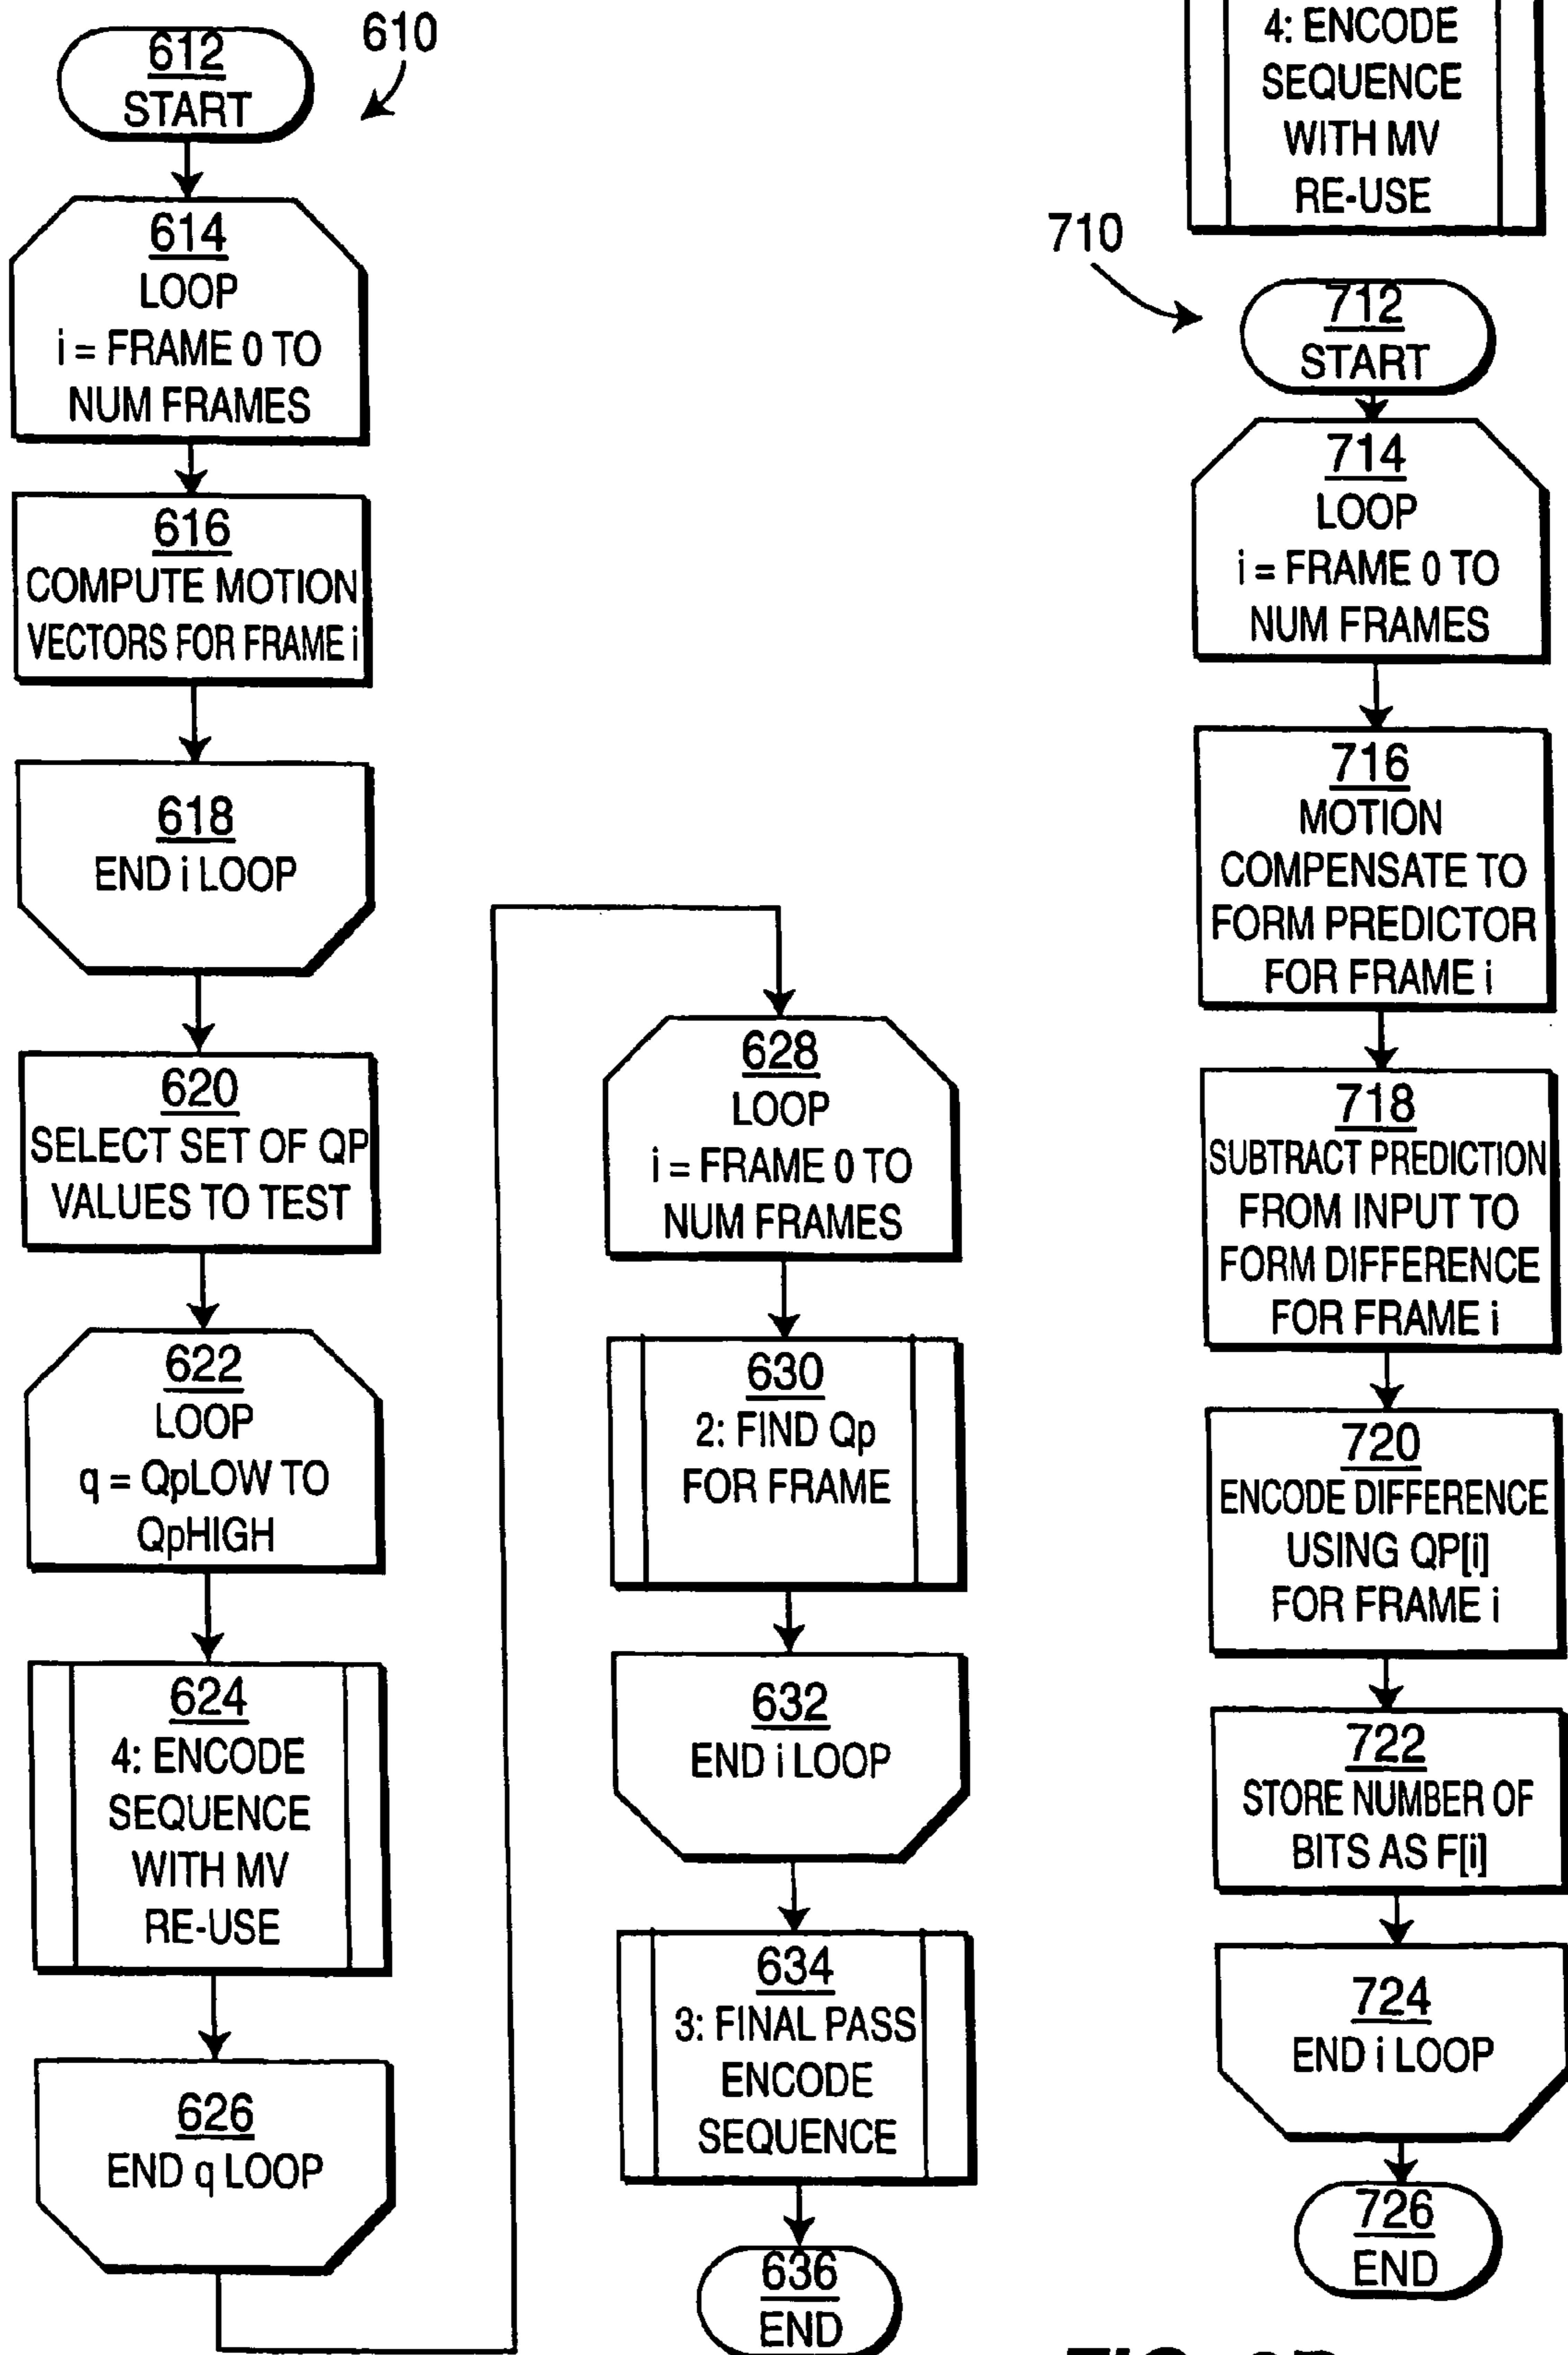 610
612
START
614
LOOP
i = FRAME 0 TO
NUM FRAMES
616
COMPUTE MOTION
VECTORS FOR FRAME i
618
END i LOOP
620
SELECT SET OF QP
VALUES TO TEST
622
LOOP
q = QpLOW TO
QpHIGH
624
4: ENCODE
SEQUENCE
WITH MV
RE-USE
626
END q LOOP
628
LOOP
i = FRAME 0 TO
NUM FRAMES
630
2: FIND Qp
FOR FRAME
632
END i LOOP
634
3: FINAL PASS
ENCODE
SEQUENCE
636
END
4: ENCODE
SEQUENCE
WITH MV
RE-USE
710
712
START
714
LOOP
i = FRAME 0 TO
NUM FRAMES
716
MOTION
COMPENSATE TO
FORM PREDICTOR
FOR FRAME i
718
SUBTRACT PREDICTION
FROM INPUT TO
FORM DIFFERENCE
FOR FRAME i
720
ENCODE DIFFERENCE
USING QP[i]
FOR FRAME i
722
STORE NUMBER OF
BITS AS F[i]
724
END i LOOP
726
END